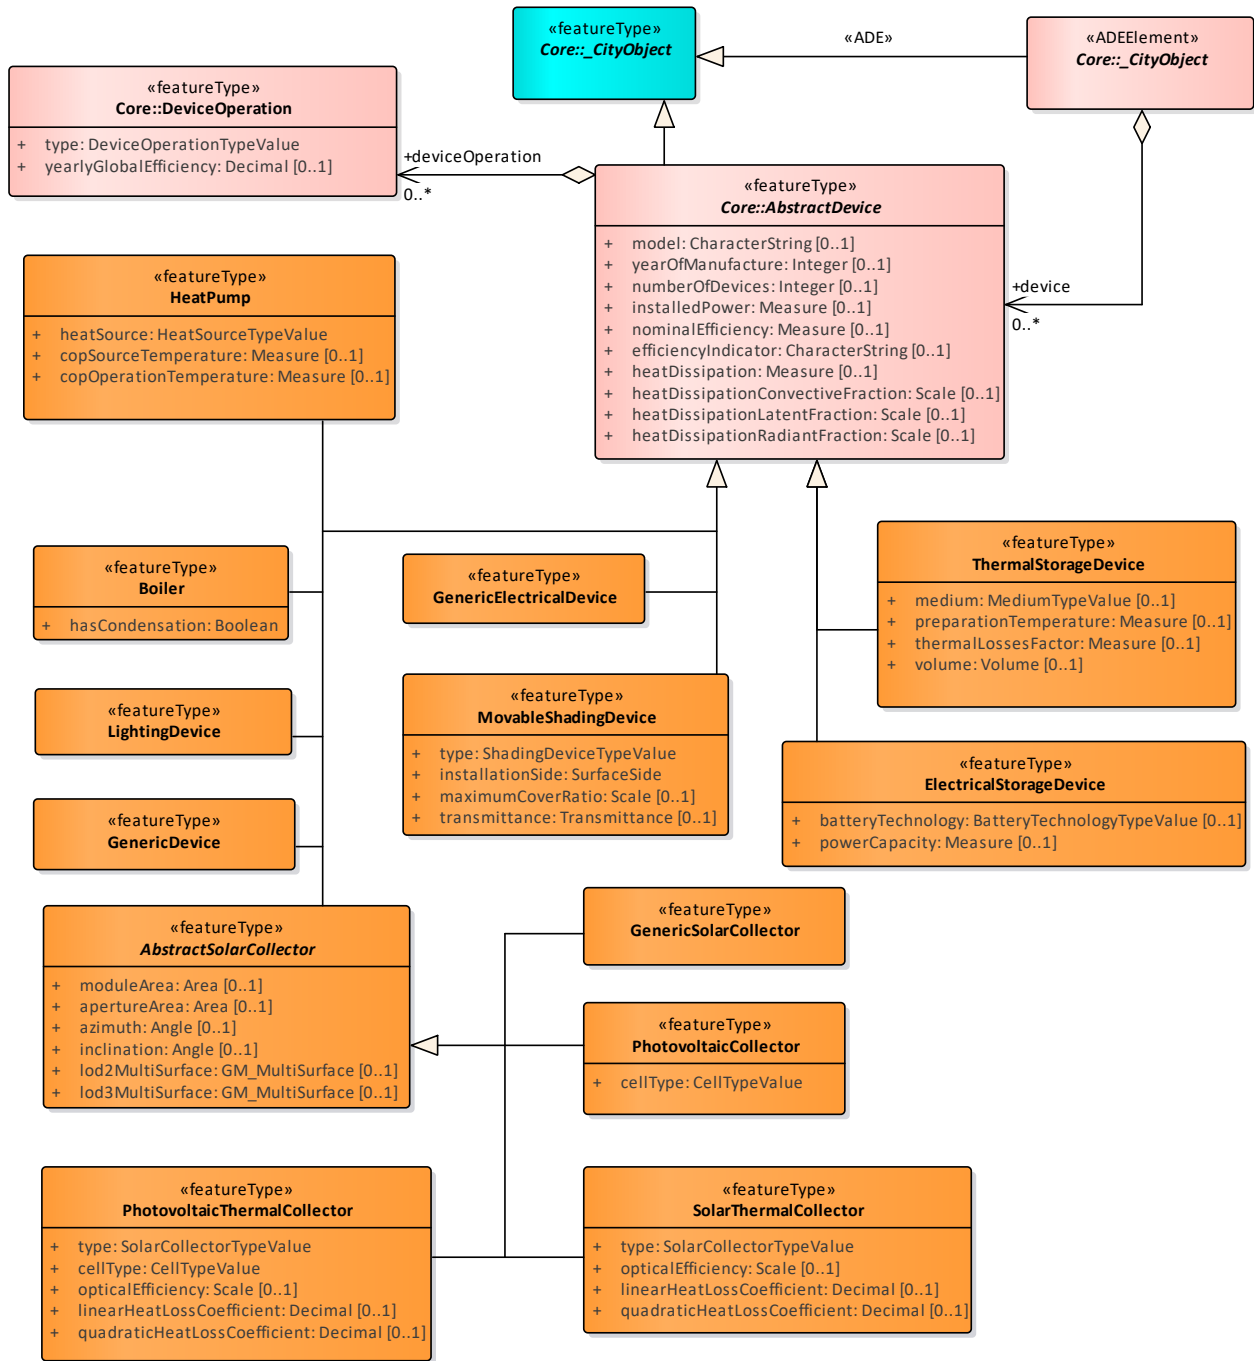 «featureType»
Core::_CityObject
«ADE»
«ADEElement»
Core::_CityObject
«featureType»
Core::DeviceOperation
+ type: DeviceOperationTypeValue
+ yearlyGlobalEfficiency: Decimal [0..1]
+deviceOperation
0..*
«featureType»
Core::AbstractDevice
+ model: CharacterString [0..1]
+ yearOfManufacture: Integer [0..1]
+ numberOfDevices: Integer [0..1]
+ installedPower: Measure [0..1]
+ nominalEfficiency: Measure [0..1]
+ efficiencyIndicator: CharacterString [0..1]
+ heatDissipation: Measure [0..1]
+ heatDissipationConvectiveFraction: Scale [0..1]
+ heatDissipationLatentFraction: Scale [0..1]
+ heatDissipationRadiantFraction: Scale [0..1]
+device
0..*
«featureType»
HeatPump
+ heatSource: HeatSourceTypeValue
+ copSourceTemperature: Measure [0..1]
+ copOperationTemperature: Measure [0..1]
«featureType»
Boiler
+ hasCondensation: Boolean
«featureType»
GenericElectricalDevice
«featureType»
ThermalStorageDevice
+ medium: MediumTypeValue [0..1]
+ preparationTemperature: Measure [0..1]
+ thermalLossesFactor: Measure [0..1]
+ volume: Volume [0..1]
«featureType»
LightingDevice
«featureType»
MovableShadingDevice
+ type: ShadingDeviceTypeValue
+ installationSide: SurfaceSide
+ maximumCoverRatio: Scale [0..1]
+ transmittance: Transmittance [0..1]
«featureType»
ElectricalStorageDevice
+ batteryTechnology: BatteryTechnologyTypeValue [0..1]
+ powerCapacity: Measure [0..1]
«featureType»
GenericDevice
«featureType»
AbstractSolarCollector
+ moduleArea: Area [0..1]
+ apertureArea: Area [0..1]
+ azimuth: Angle [0..1]
+ inclination: Angle [0..1]
+ lod2MultiSurface: GM_MultiSurface [0..1]
+ lod3MultiSurface: GM_MultiSurface [0..1]
«featureType»
GenericSolarCollector
«featureType»
PhotovoltaicCollector
+ cellType: CellTypeValue
«featureType»
PhotovoltaicThermalCollector
+ type: SolarCollectorTypeValue
+ cellType: CellTypeValue
+ opticalEfficiency: Scale [0..1]
+ linearHeatLossCoefficient: Decimal [0..1]
+ quadraticHeatLossCoefficient: Decimal [0..1]
«featureType»
SolarThermalCollector
+ type: SolarCollectorTypeValue
+ opticalEfficiency: Scale [0..1]
+ linearHeatLossCoefficient: Decimal [0..1]
+ quadraticHeatLossCoefficient: Decimal [0..1]